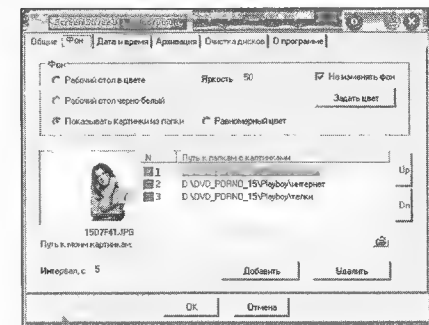 Общие Фон Дата и время Архивация Очистка дисков О программе
Фон
Рабочий стол в цвете Яркость 50 Не изменять фон
Рабочий стол черно белый Задать цвет
Показывать картинки из папки Равномерный цвет
N Путь к папкам с картинками
1
2 D:\DVD_PORNO_15\Playboy\интернет
3 D:\DVD_PORNO_15\Playboy\телки
Up
Dn
15D7F41.JPG
Путь к моим картинкам:
Интервал, с 5 Добавить Удалить
OK Отмена